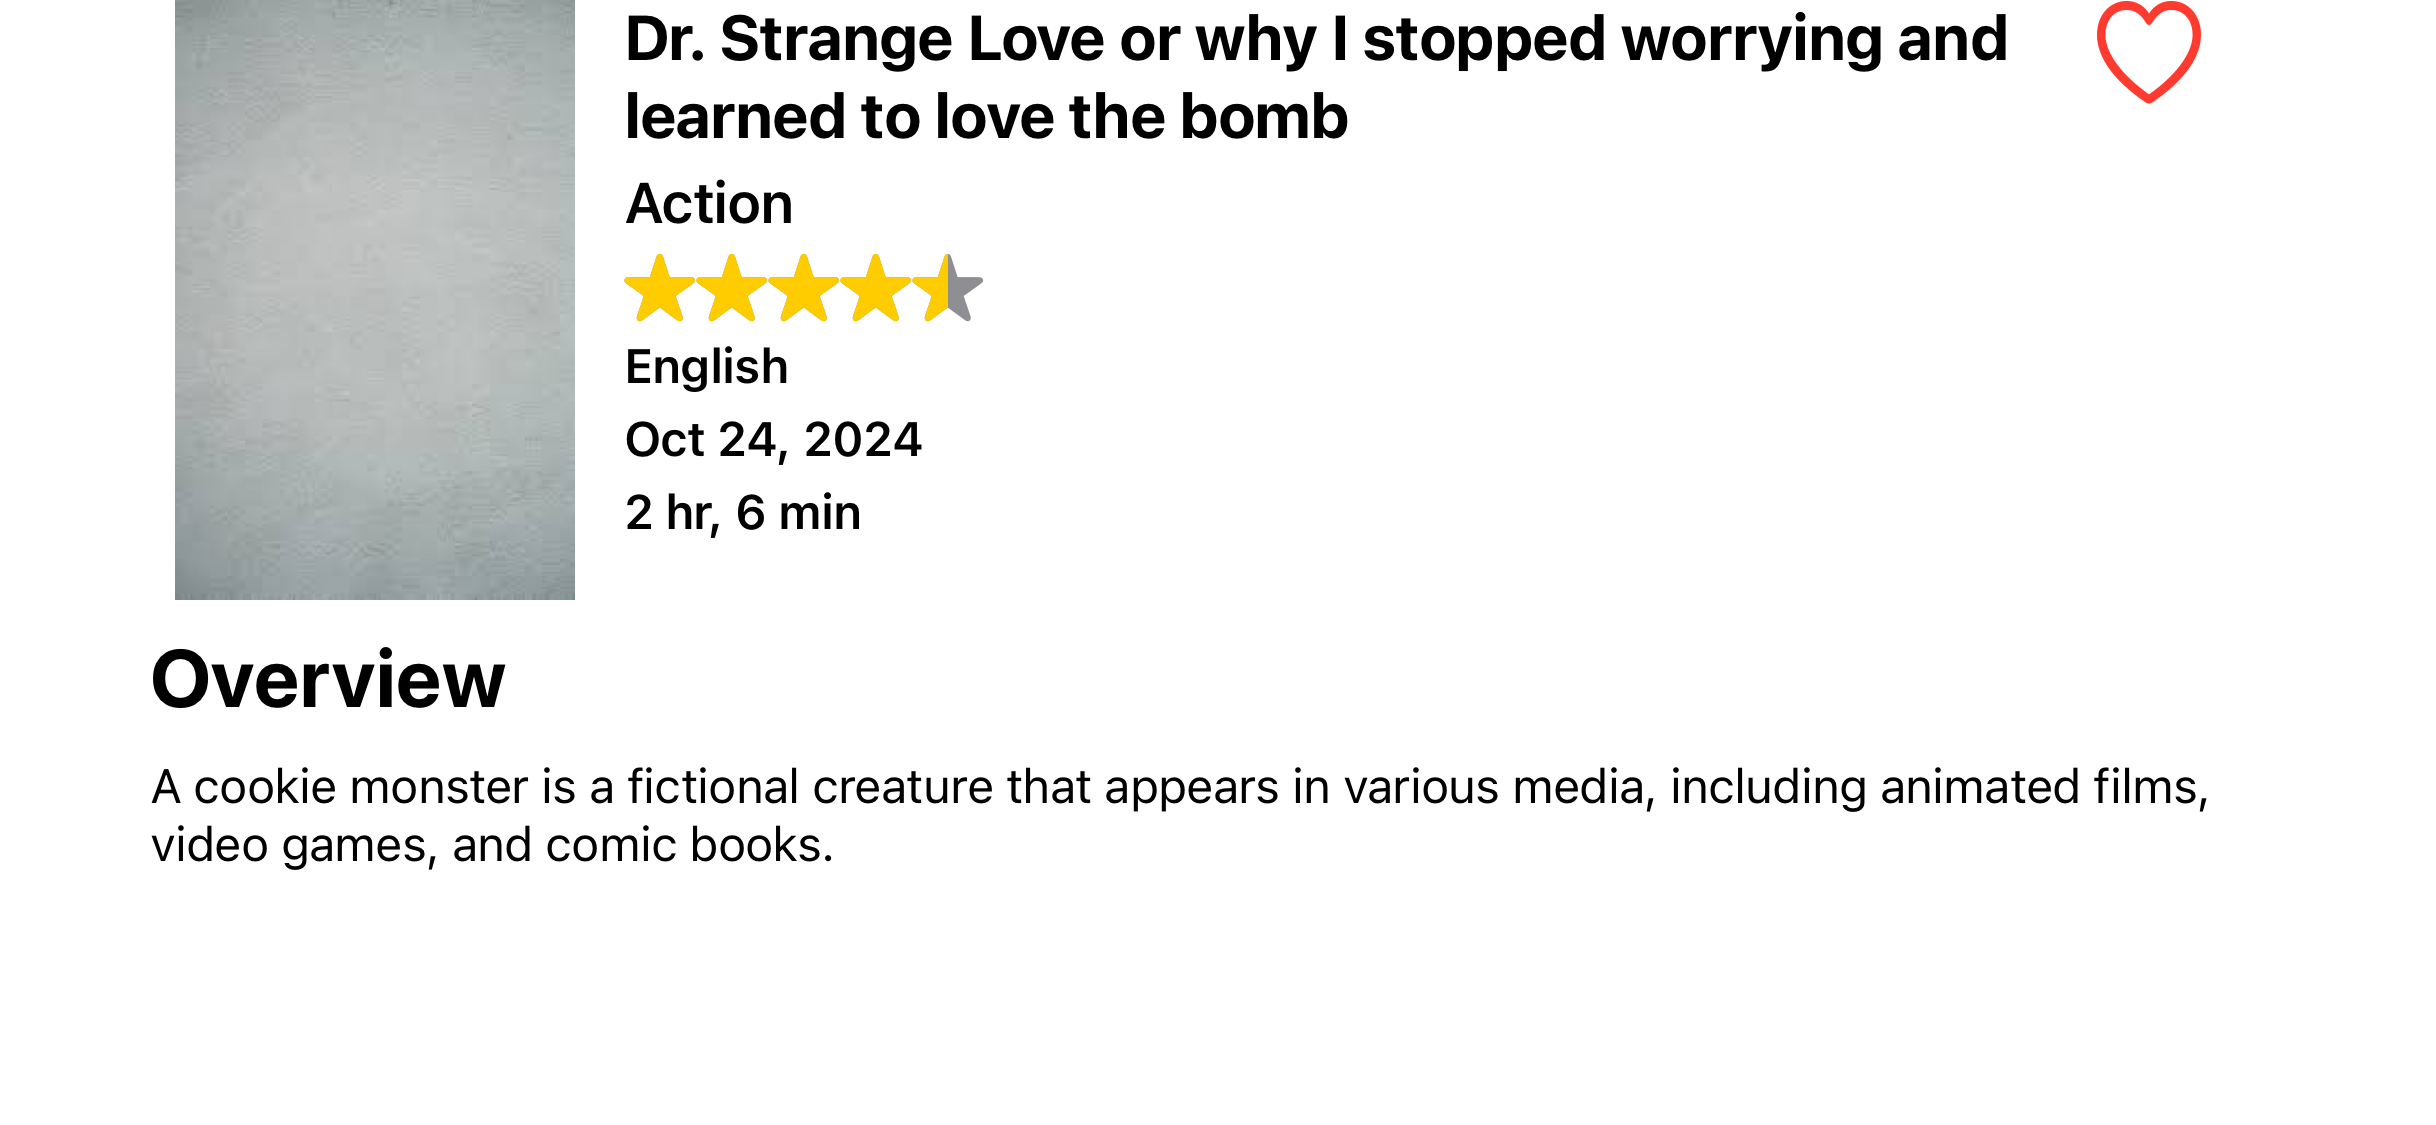 Dr. Strange Love or why I stopped worrying and
learned to love the bomb
Action
English
Oct 24, 2024
2 hr, 6 min
Overview
A cookie monster is a fictional creature that appears in various media, including animated films,
video games, and comic books.